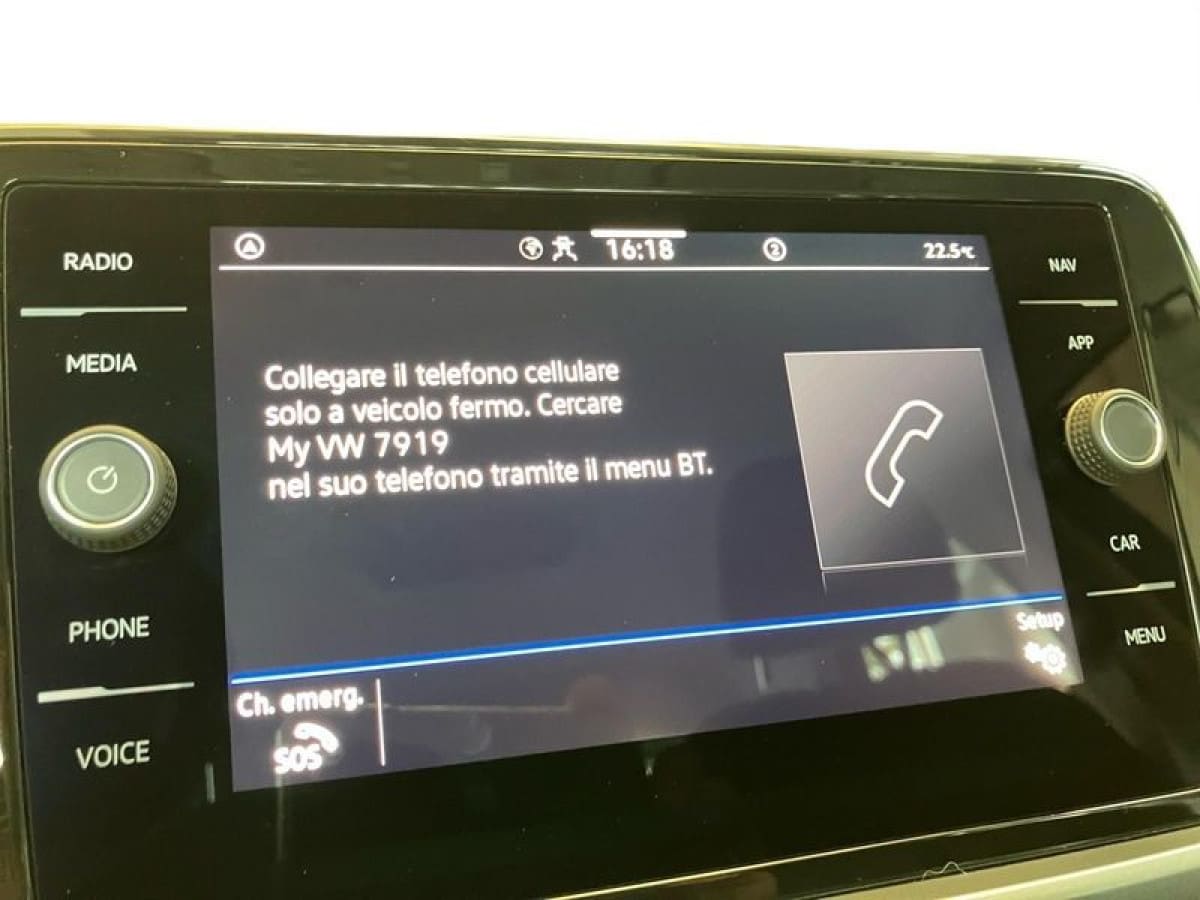 RADIO
MEDIA
PHONE
VOICE
16:18
2
22.5°C
Collegare il telefono cellulare
solo a veicolo fermo. Cercare
My VW 7919
nel suo telefono tramite il menu BT.
Setup
Ch. emerg.
SOS
NAV
APP
CAR
MENU